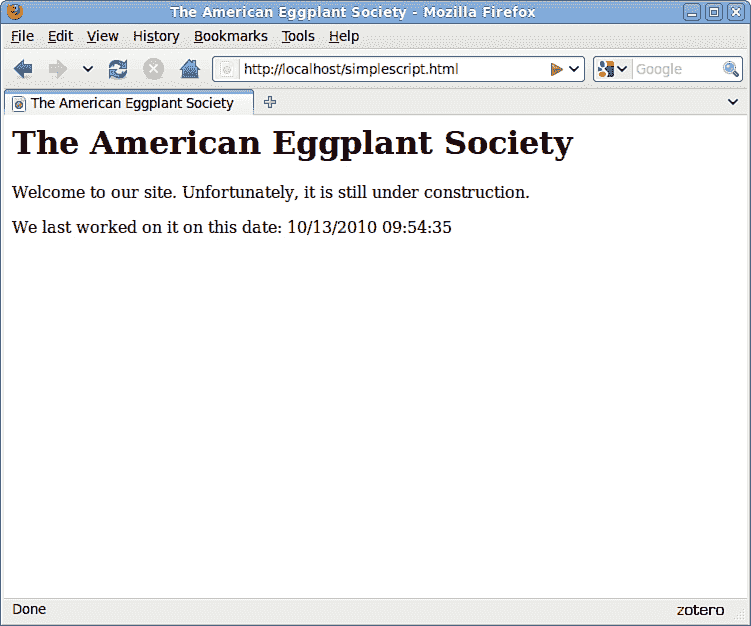 The American Eggplant Society - Mozilla Firefox
File Edit View History Bookmarks Tools Help
http://localhost/simplescript.html Google
The American Eggplant Society
The American Eggplant Society
Welcome to our site. Unfortunately, it is still under construction.
We last worked on it on this date: 10/13/2010 09:54:35
Done zotero